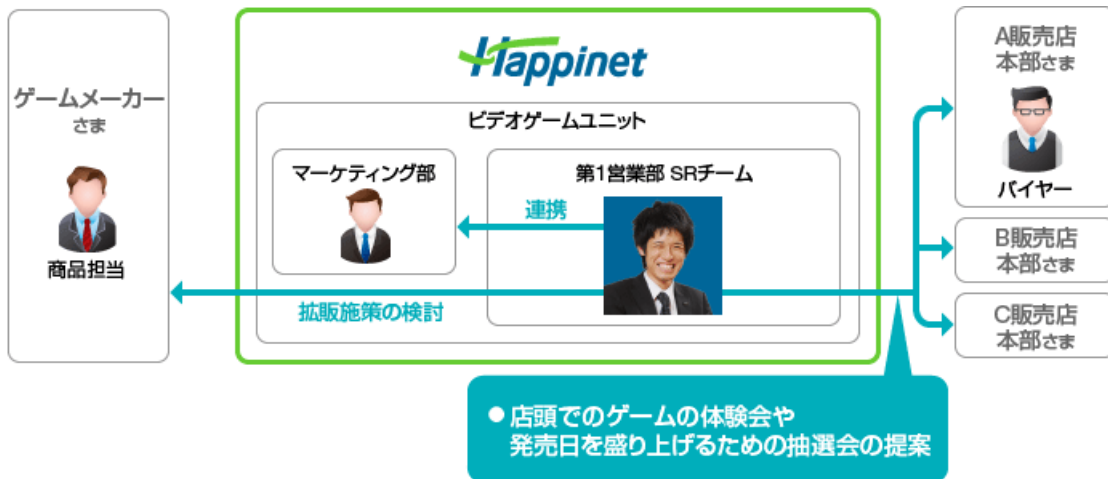 ゲームメーカー
さま
商品担当
Happinet
ビデオゲームユニット
マーケティング部
第1営業部 SRチーム
連携
拡販施策の検討
A販売店
本部さま
バイヤー
B販売店
本部さま
C販売店
本部さま
● 店頭でのゲームの体験会や
発売日を盛り上げるための抽選会の提案